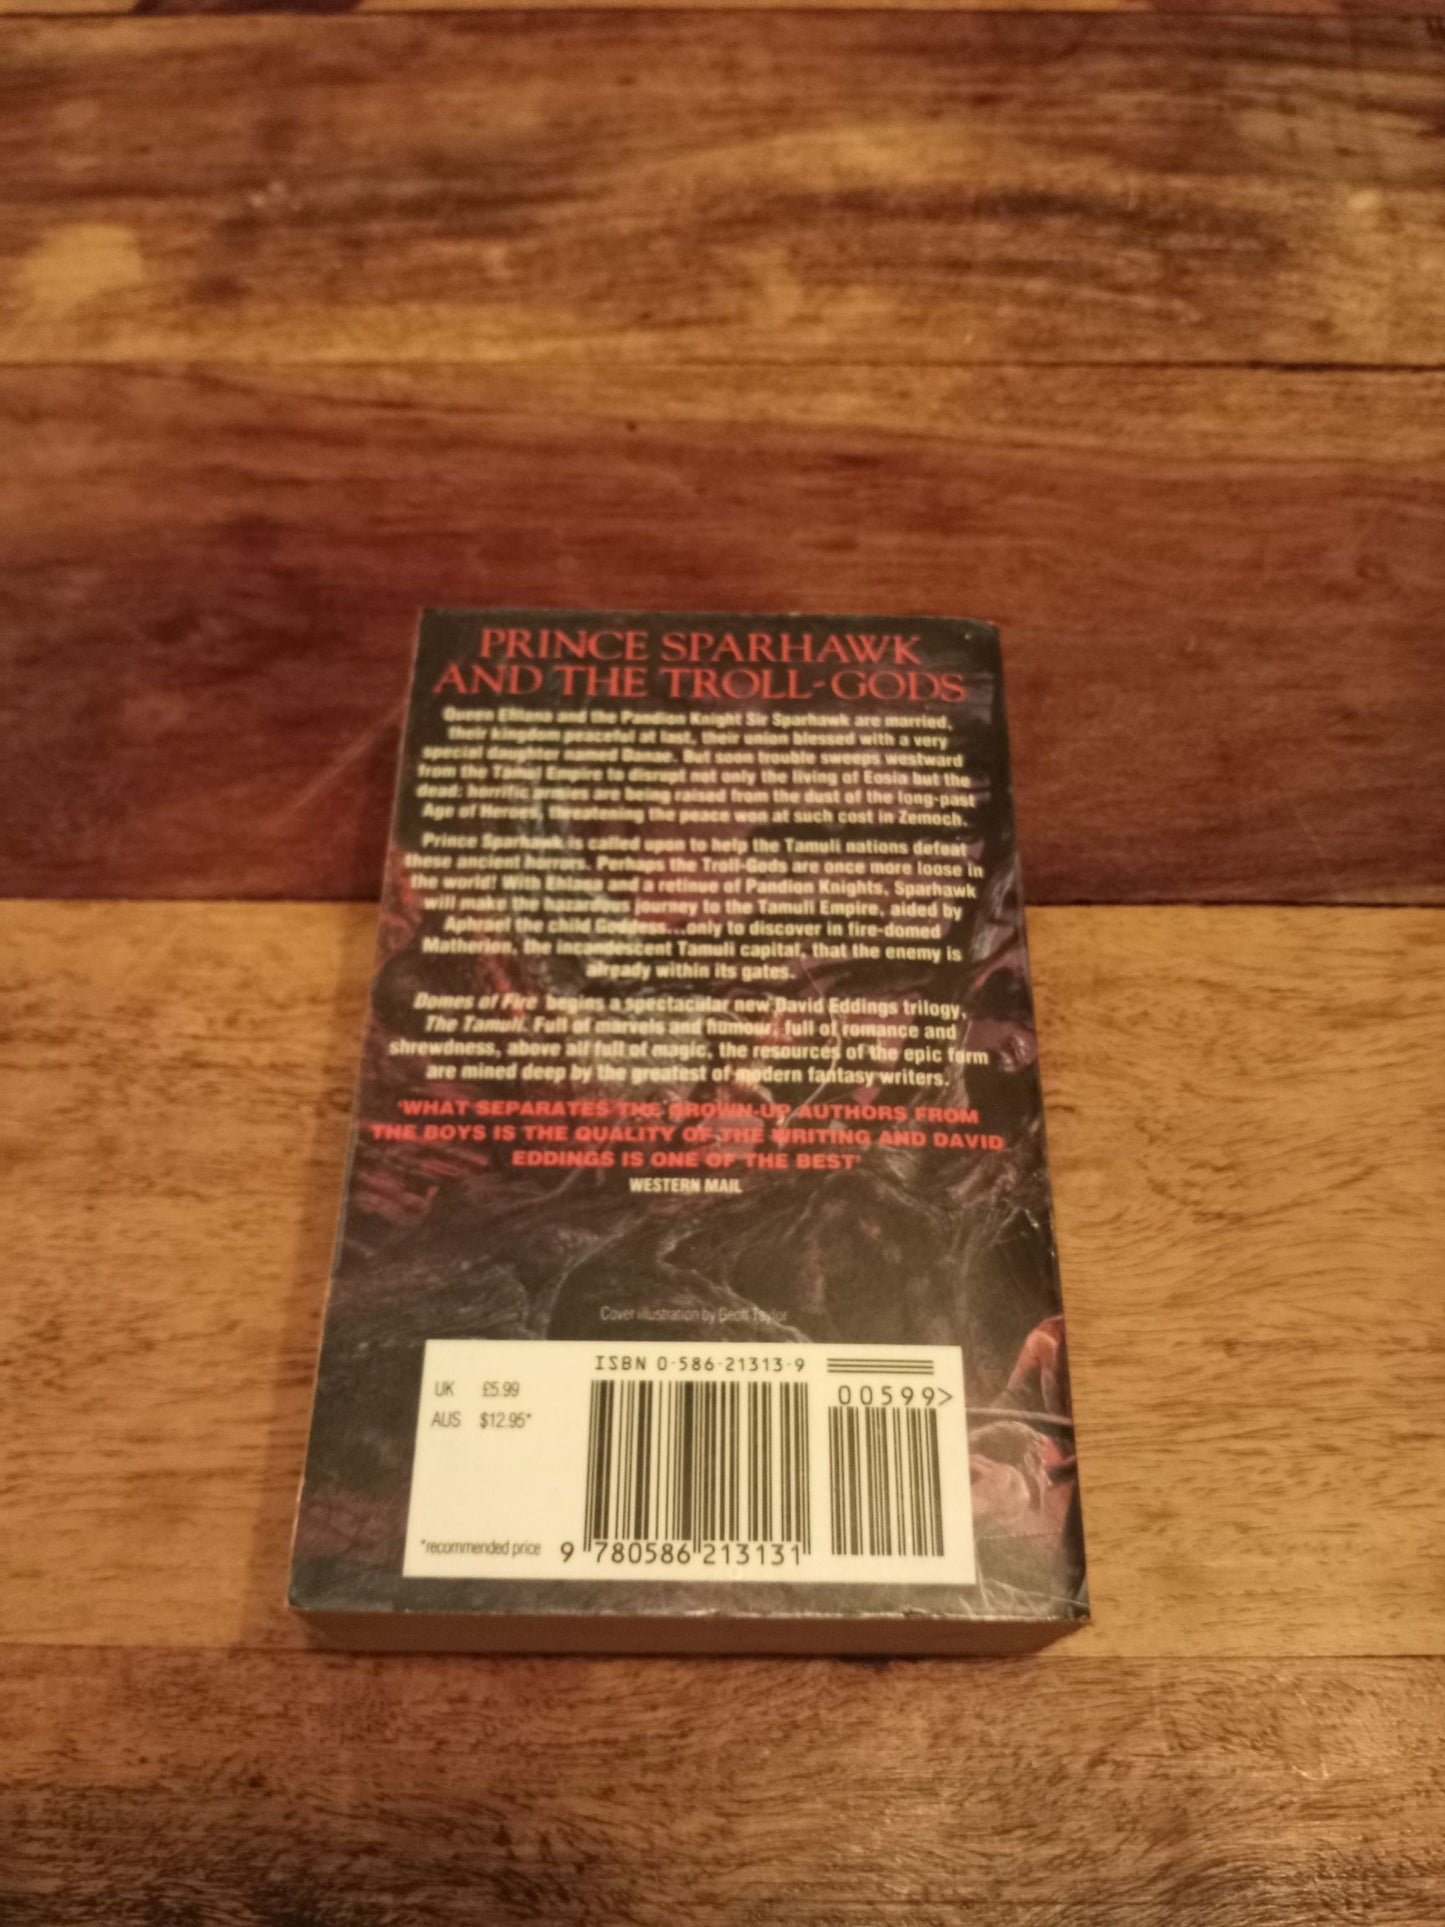 PRINCE SPARHAWK
AND THE TROLL-GODS
Queen Ehlana and the Pandion Knight Sir Sparhawk are married,
their kingdom peaceful at last, their union blessed with a very
special daughter named Danae. But soon trouble sweeps westward
from the Tamul Empire to disrupt not only the living of Eosia but the
dead: horrific armies are being raised from the dust of the long-past
Age of Heroes, threatening the peace won at such cost in Zemoch.
Prince Sparhawk is called upon to help the Tamuli nations defeat
these ancient horrors. Perhaps the Troll-Gods are once more loose in
the world! With Ehlana and a retinue of Pandion Knights, Sparhawk
will make the hazardous journey to the Tamuli Empire, aided by
Aphrael the child Goddess...only to discover in fire-domed
Matherion, the incandescent Tamuli capital, that the enemy is
already within its gates.
Domes of Fire begins a spectacular new David Eddings trilogy,
The Tamuli. Full of marvels and humour, full of romance and
shrewdness, above all full of magic, the resources of the epic form
are mined deep by the greatest of modern fantasy writers.
'WHAT SEPARATES THE GROWN-UP AUTHORS FROM
THE BOYS IS THE QUALITY OF THE WRITING AND DAVID
EDDINGS IS ONE OF THE BEST'
WESTERN MAIL
Cover illustration by Geoff Taylor
ISBN 0-586-21313-9
UK £5.99
AUS $12.95*
00599>
*recommended price
9 780586 213131